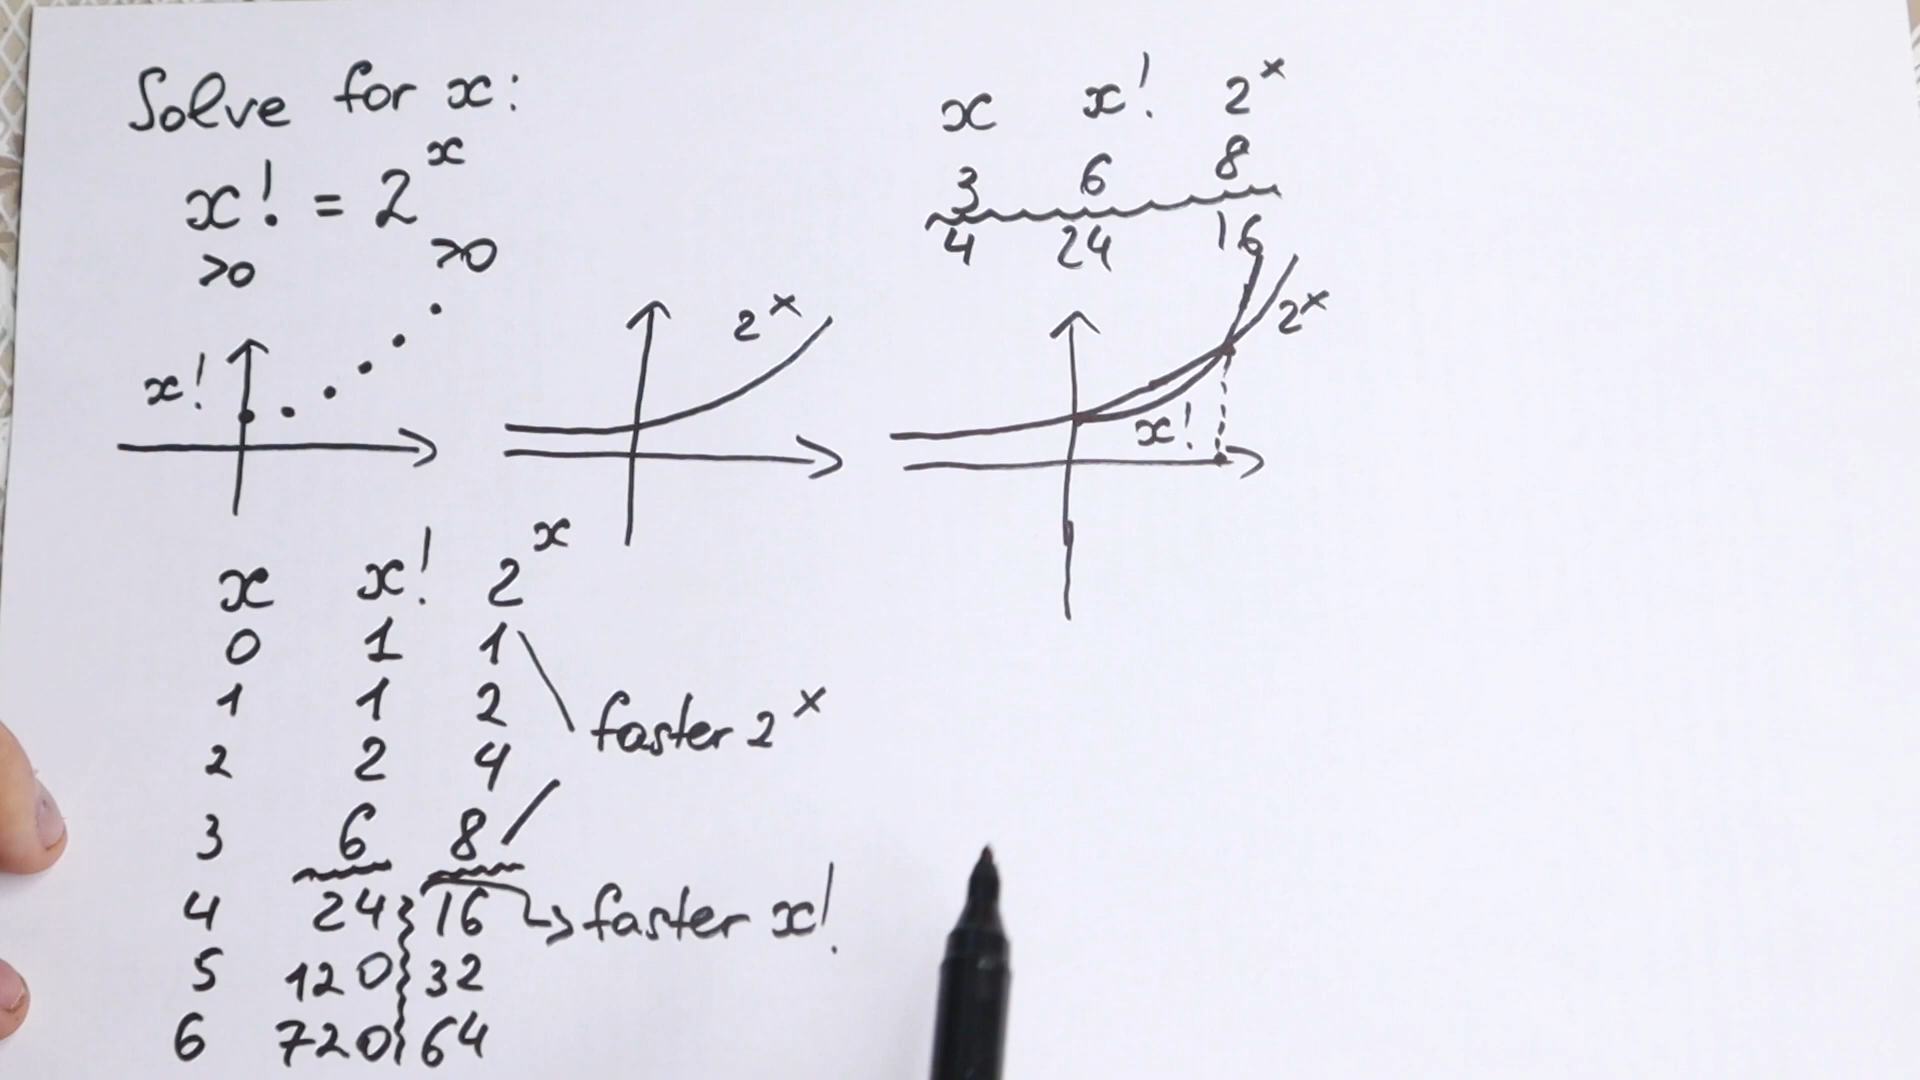 Solve for x:
x! = 2^x
>0 >0
x!
2^x
x x! 2^x
0 1 1
1 1 2
2 2 4
faster 2^x
3 6 8
4 24 16 → faster x!
5 120 32
6 720 64
x x! 2^x
3 6 8
4 24 16
2^x
x!